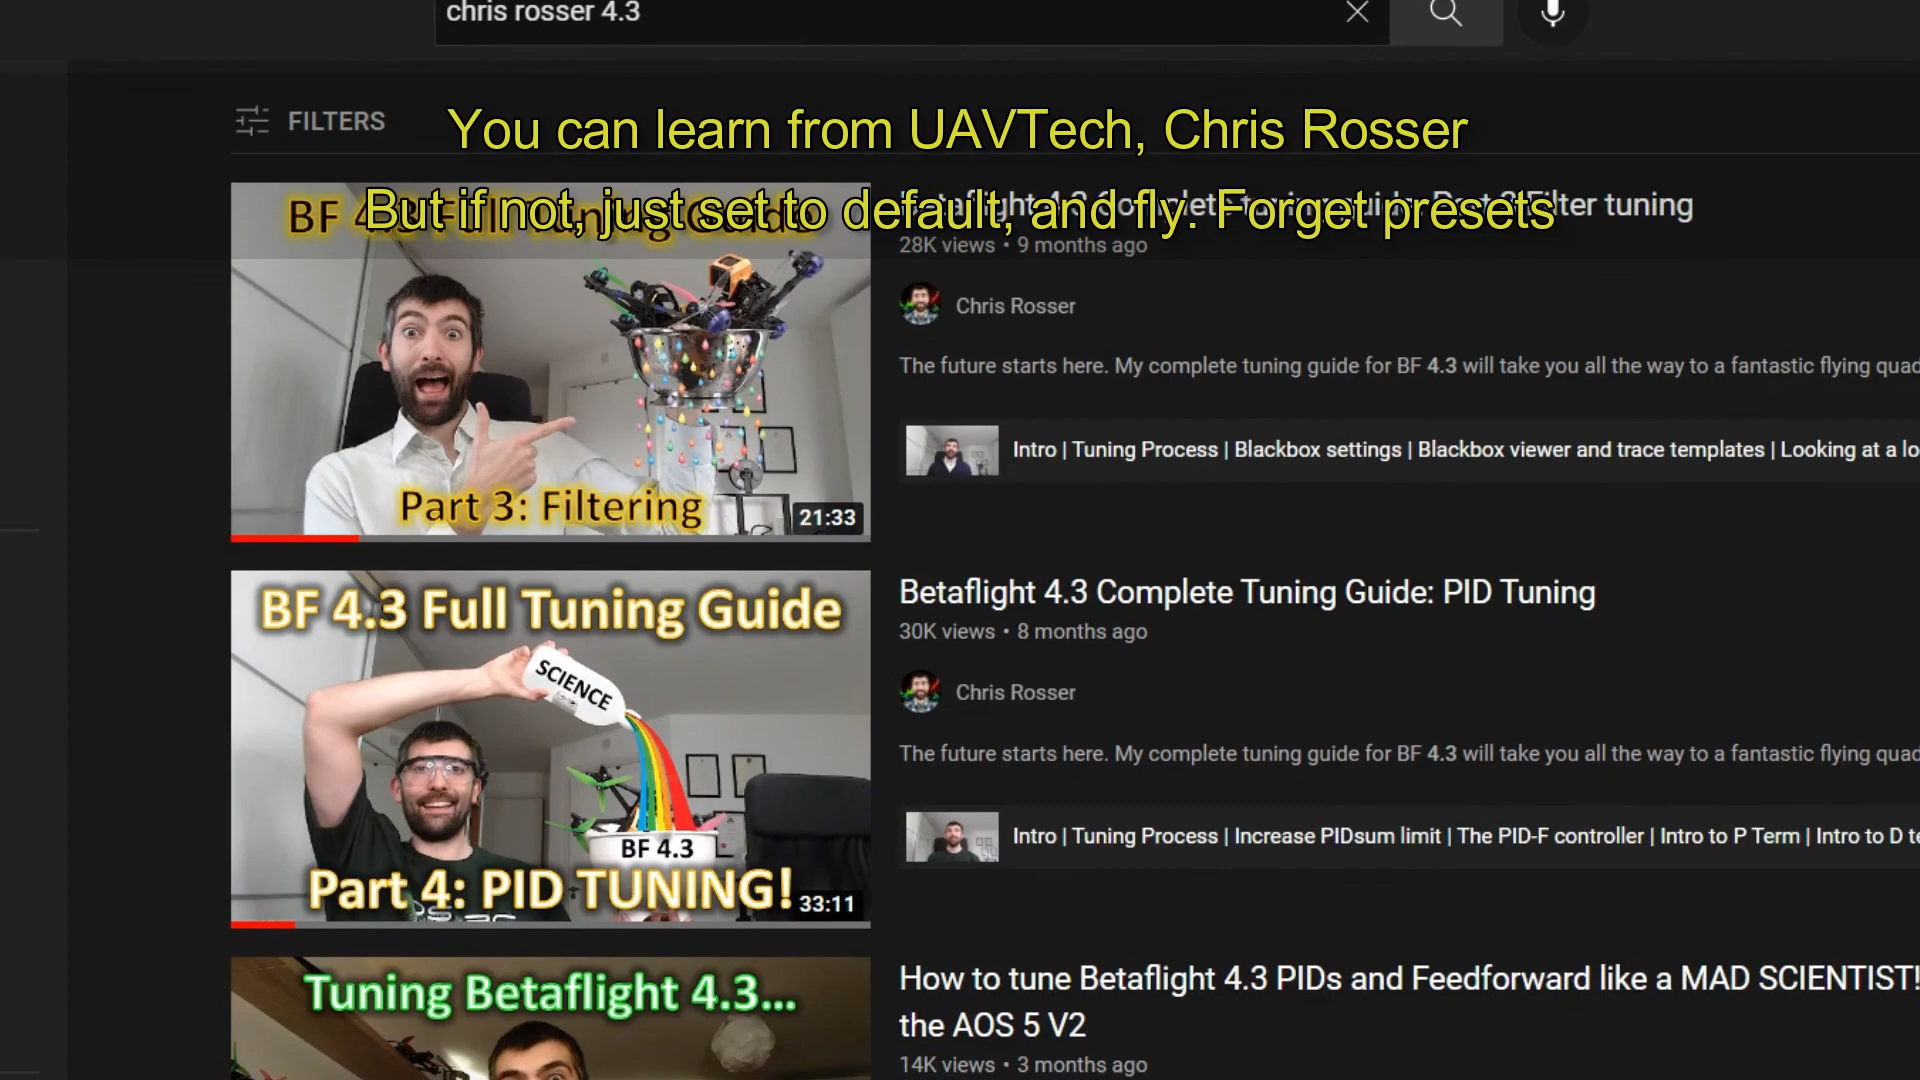 chris rosser 4.3
FILTERS
You can learn from UAVTech, Chris Rosser
But if not, just set to default, and fly. Forget presets
BF 4.3 Full Tuning Guide
Part 3: Filtering
21:33
Filter tuning
28K views • 9 months ago
Chris Rosser
The future starts here. My complete tuning guide for BF 4.3 will take you all the way to a fantastic flying quad
Intro | Tuning Process | Blackbox settings | Blackbox viewer and trace templates | Looking at a lo
BF 4.3 Full Tuning Guide
SCIENCE
BF 4.3
Part 4: PID TUNING!
33:11
Betaflight 4.3 Complete Tuning Guide: PID Tuning
30K views • 8 months ago
Chris Rosser
The future starts here. My complete tuning guide for BF 4.3 will take you all the way to a fantastic flying quad
Intro | Tuning Process | Increase PIDsum limit | The PID-F controller | Intro to P Term | Intro to D te
Tuning Betaflight 4.3...
How to tune Betaflight 4.3 PIDs and Feedforward like a MAD SCIENTIST!
the AOS 5 V2
14K views • 3 months ago